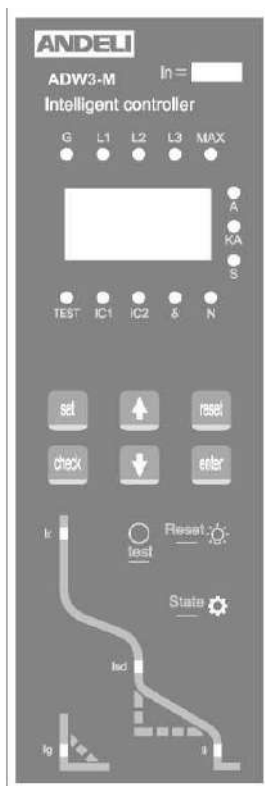 ANDELI
ADW3-M In=
Intelligent controller
G L1 L2 L3 MAX
A
KA
S
TEST IC1 IC2 & N
set reset
check enter
Reset
test
State
Ir
Isd
Ig